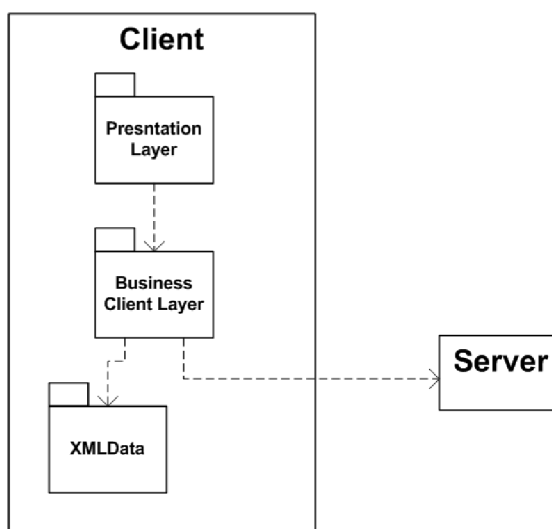 Client
Presntation
Layer
Business
Client Layer
Server
XMLData